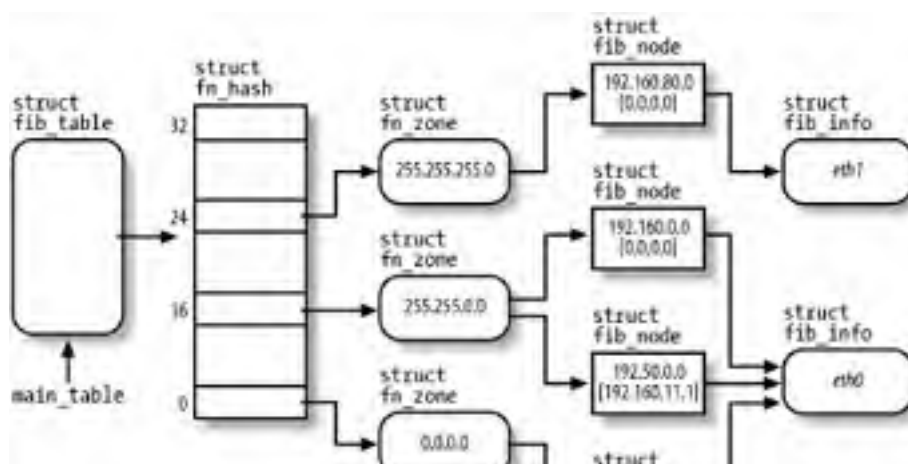 struct
fib_table
main_table
struct
fn_hash
32
24
16
0
struct
fn_zone
255.255.255.0
struct
fn_zone
255.255.0.0
struct
fn_zone
0.0.0.0
struct
fib_node
192.160.80.0
[0.0.0.0]
struct
fib_node
192.160.0.0
[0.0.0.0]
struct
fib_node
192.50.0.0
[192.160.11.1]
struct
struct
fib_info
eth1
struct
fib_info
eth0